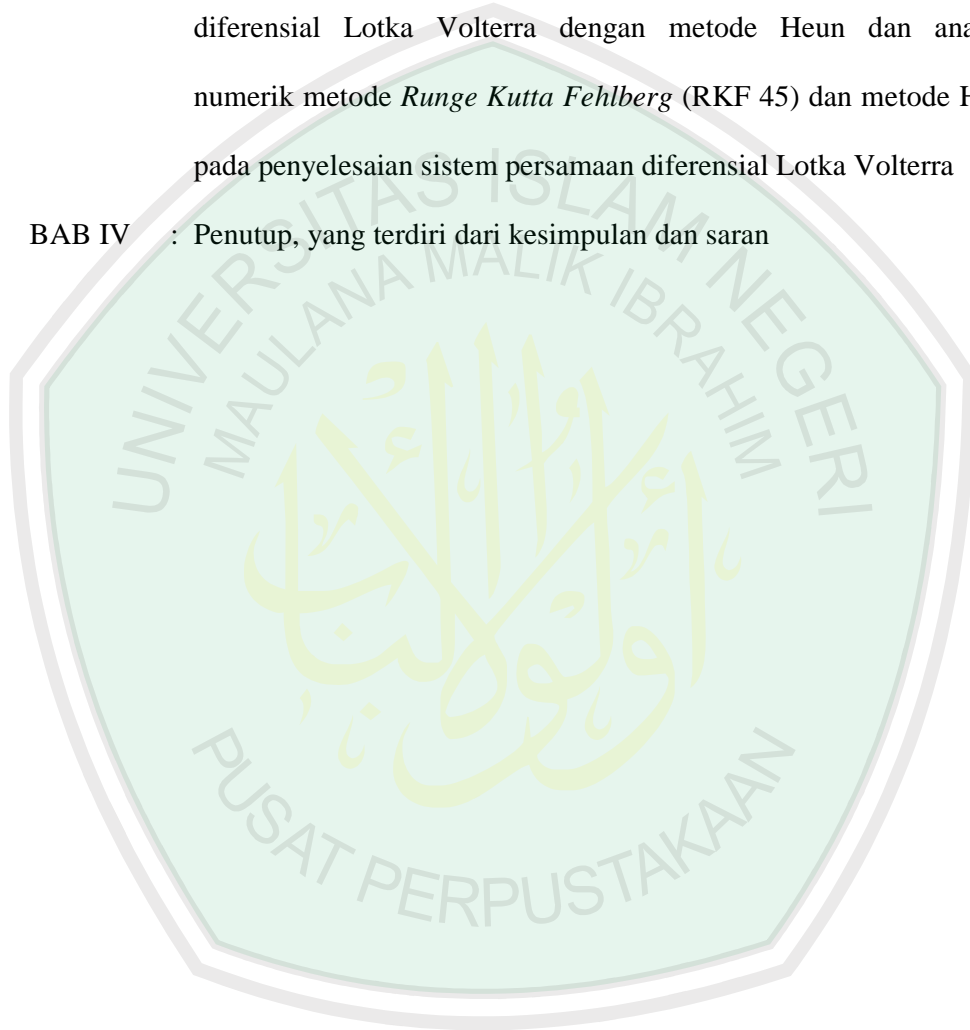 diferensial Lotka Volterra dengan metode Heun dan ana
numerik metode Runge Kutta Fehlberg (RKF 45) dan metode H
pada penyelesaian sistem persamaan diferensial Lotka Volterra
BAB IV : Penutup, yang terdiri dari kesimpulan dan saran
UNIVERSITAS ISLAM NEGERI
MAULANA MALIK IBRAHIM
أولوا الألباب
PUSAT PERPUSTAKAAN